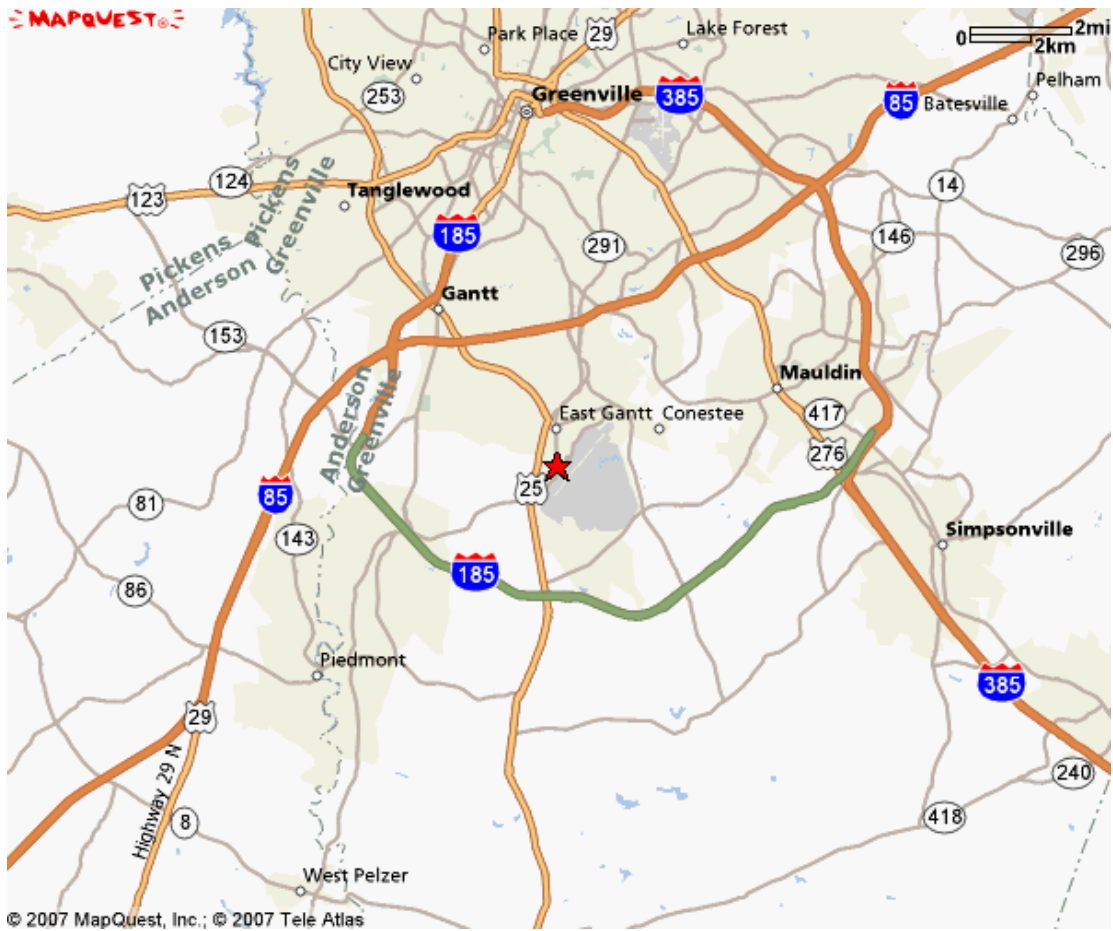 MAPQUEST®
Park Place
29
Lake Forest
0 2mi
2km
City View
Pelham
253
Greenville
385
85
Batesville
124
123
Tanglewood
14
Pickens
Greenville
185
291
146
296
Pickens
Anderson
Gantt
153
Anderson
Greenville
Mauldin
East Gantt
Conestee
417
276
25
85
81
143
Simpsonville
185
86
Piedmont
385
29
Highway 29 N
240
418
8
West Pelzer
© 2007 MapQuest, Inc.; © 2007 Tele Atlas